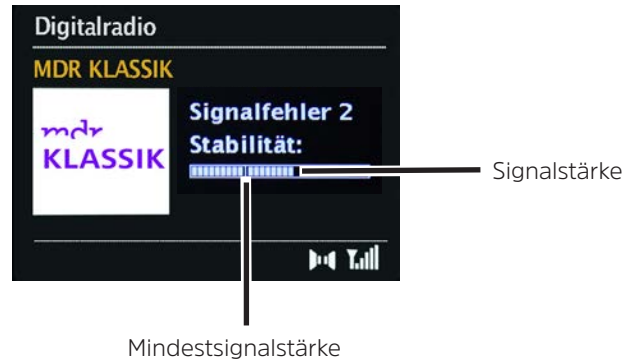 Digitalradio
MDR KLASSIK
mdr
KLASSIK
Signalfehler 2
Stabilität:
Signalstärke
Mindestsignalstärke